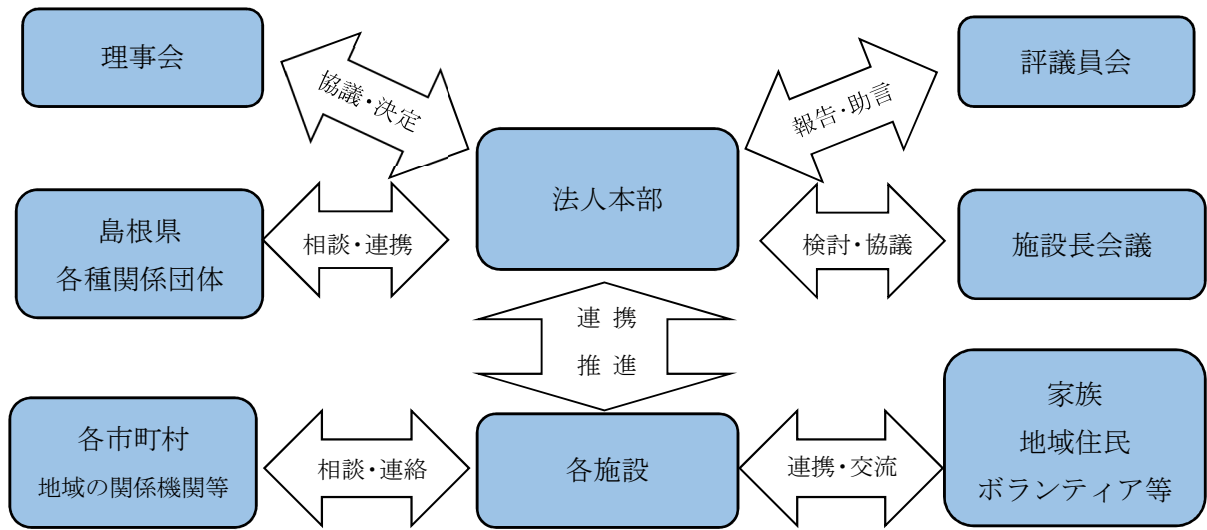 理事会
協議・決定
報告・助言
評議員会
法人本部
島根県
各種関係団体
相談・連携
検討・協議
施設長会議
連 携
推 進
各市町村
地域の関係機関等
相談・連絡
各施設
連携・交流
家族
地域住民
ボランティア等